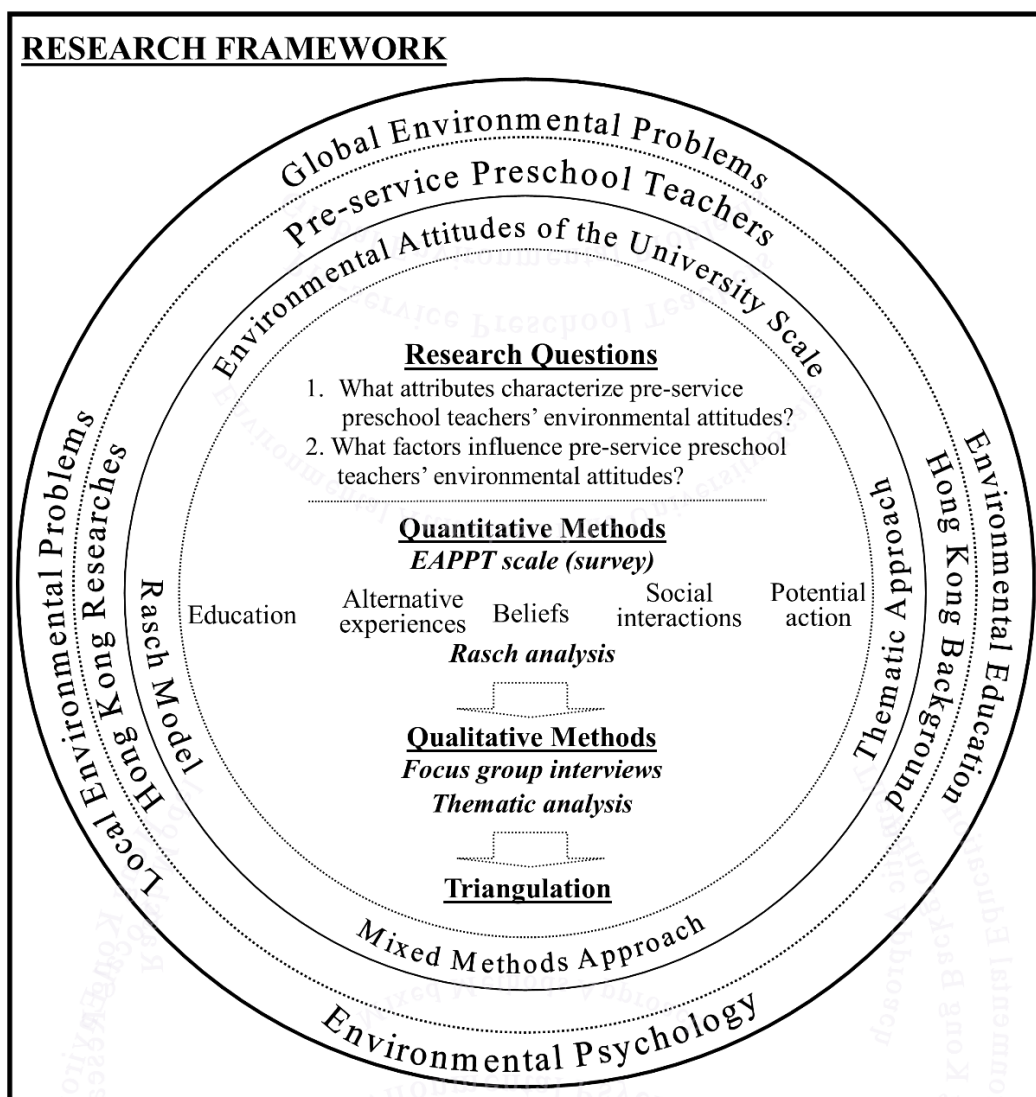 RESEARCH FRAMEWORK
Global Environmental Problems
Pre-service Preschool Teachers
Environmental Attitudes of the University Scale
Local Environmental Problems
Hong Kong Researches
Rasch Model
Thematic Approach
Hong Kong Background
Environmental Education
Research Questions
1. What attributes characterize pre-service
preschool teachers’ environmental attitudes?
2. What factors influence pre-service preschool
teachers’ environmental attitudes?
Quantitative Methods
EAPPT scale (survey)
Education
Alternative
experiences
Beliefs
Social
interactions
Potential
action
Rasch analysis
Qualitative Methods
Focus group interviews
Thematic analysis
Triangulation
Mixed Methods Approach
Environmental Psychology